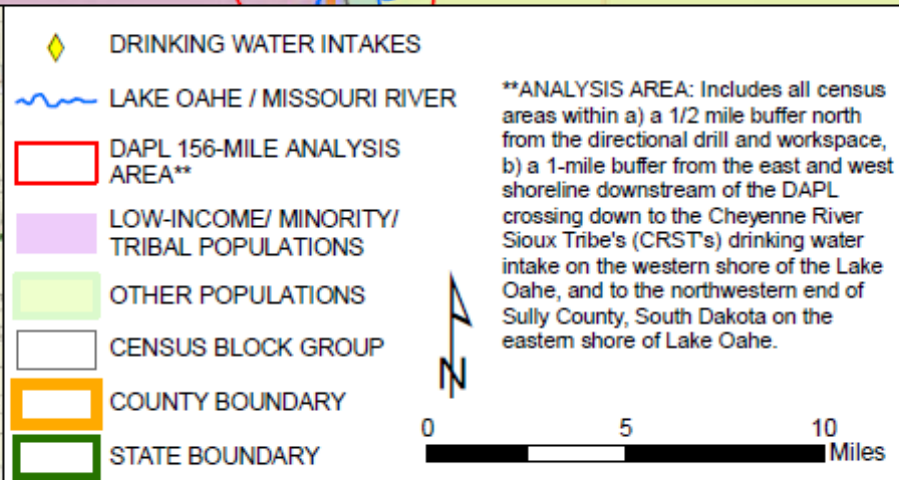 DRINKING WATER INTAKES
LAKE OAHE / MISSOURI RIVER
DAPL 156-MILE ANALYSIS
AREA**
LOW-INCOME/ MINORITY/
TRIBAL POPULATIONS
OTHER POPULATIONS
CENSUS BLOCK GROUP
COUNTY BOUNDARY
STATE BOUNDARY
**ANALYSIS AREA: Includes all census
areas within a) a 1/2 mile buffer north
from the directional drill and workspace,
b) a 1-mile buffer from the east and west
shoreline downstream of the DAPL
crossing down to the Cheyenne River
Sioux Tribe's (CRST's) drinking water
intake on the western shore of the Lake
Oahe, and to the northwestern end of
Sully County, South Dakota on the
eastern shore of Lake Oahe.
N
0 5 10
Miles